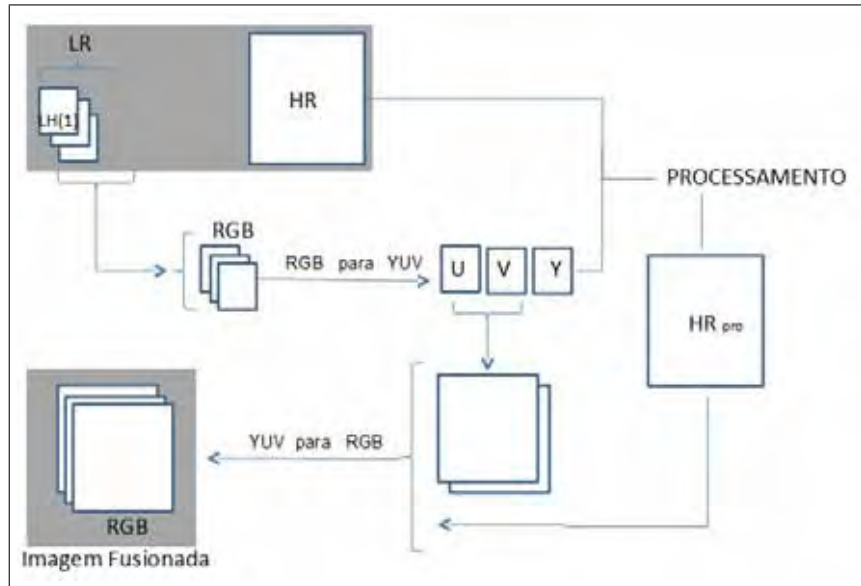 LR
HR
LH(1)
PROCESSAMENTO
RGB
RGB para YUV
U V Y
HR pro
YUV para RGB
RGB
Imagem Fusionada